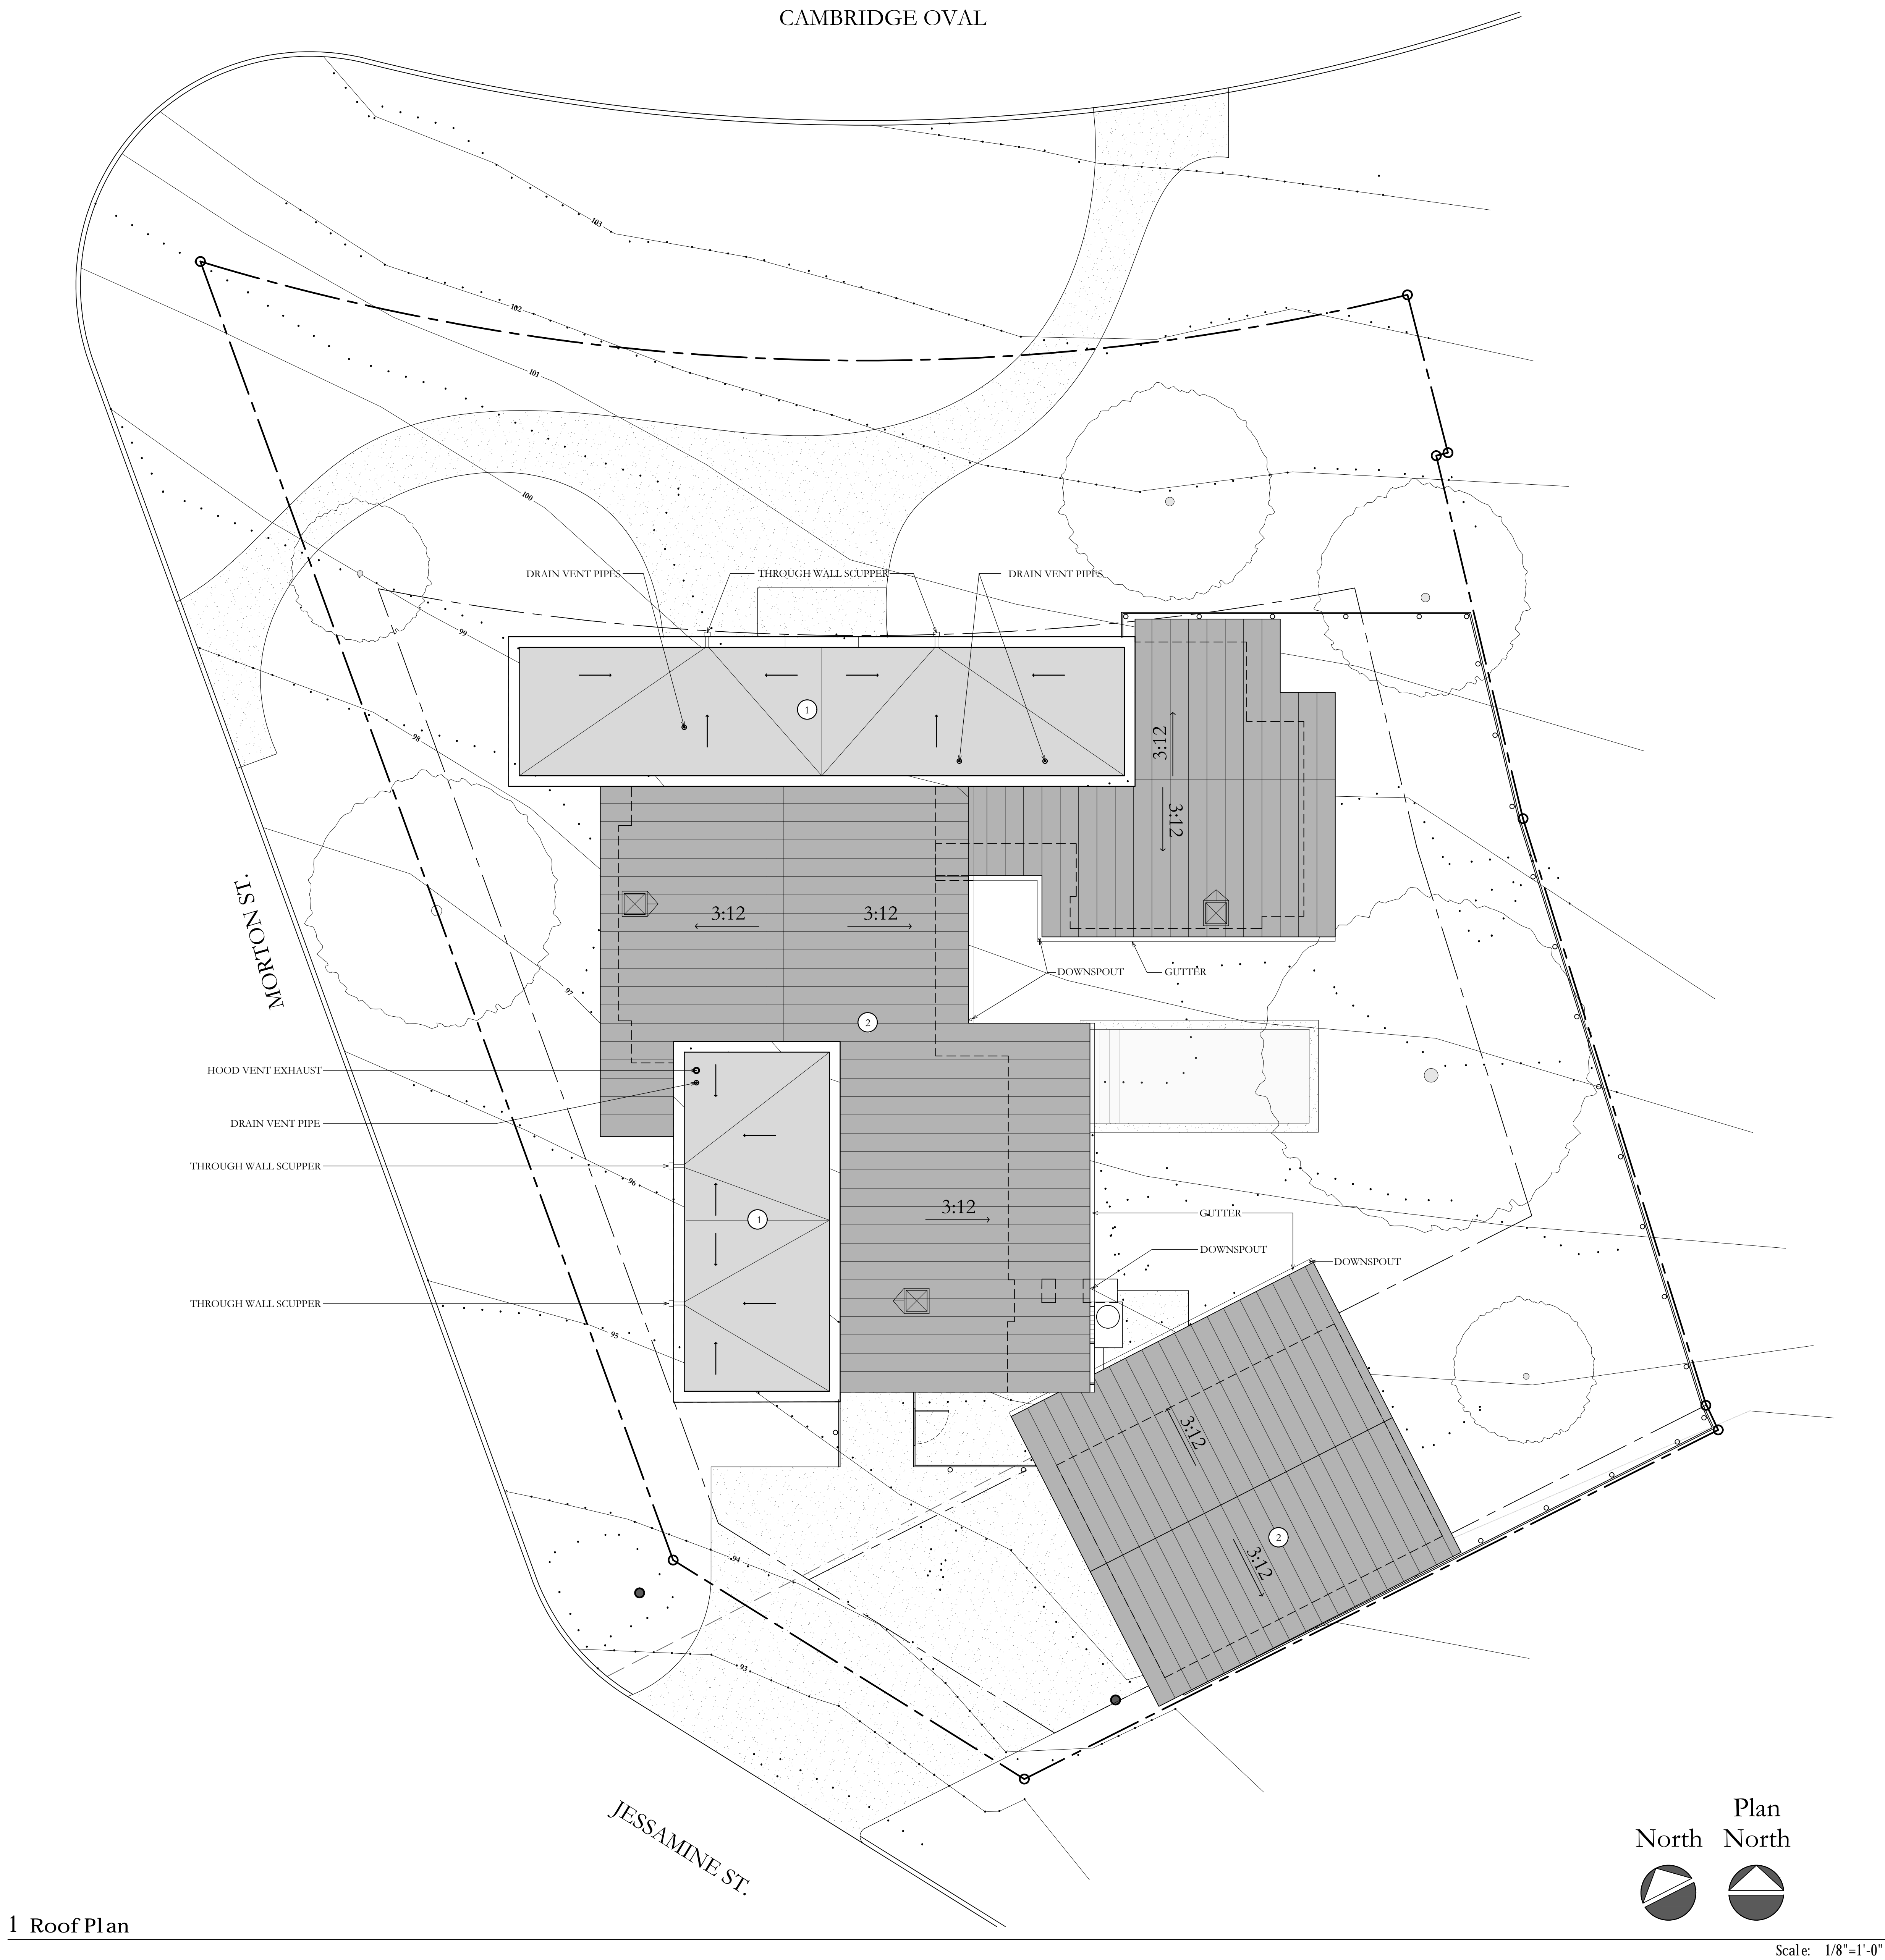 CAMBRIDGE OVAL
103
102
101
100
DRAIN VENT PIPES
THROUGH WALL SCUPPER
DRAIN VENT PIPES
99
1
98
3:12
3:12
3:12
3:12
MORTON ST.
DOWNSPOUT
GUTTER
97
2
HOOD VENT EXHAUST
DRAIN VENT PIPE
THROUGH WALL SCUPPER
96
3:12
1
GUTTER
DOWNSPOUT
DOWNSPOUT
THROUGH WALL SCUPPER
95
3:12
2
3:12
94
93
JESSAMINE ST.
Plan
North
North
1 Roof Plan
Scale: 1/8"=1'-0"